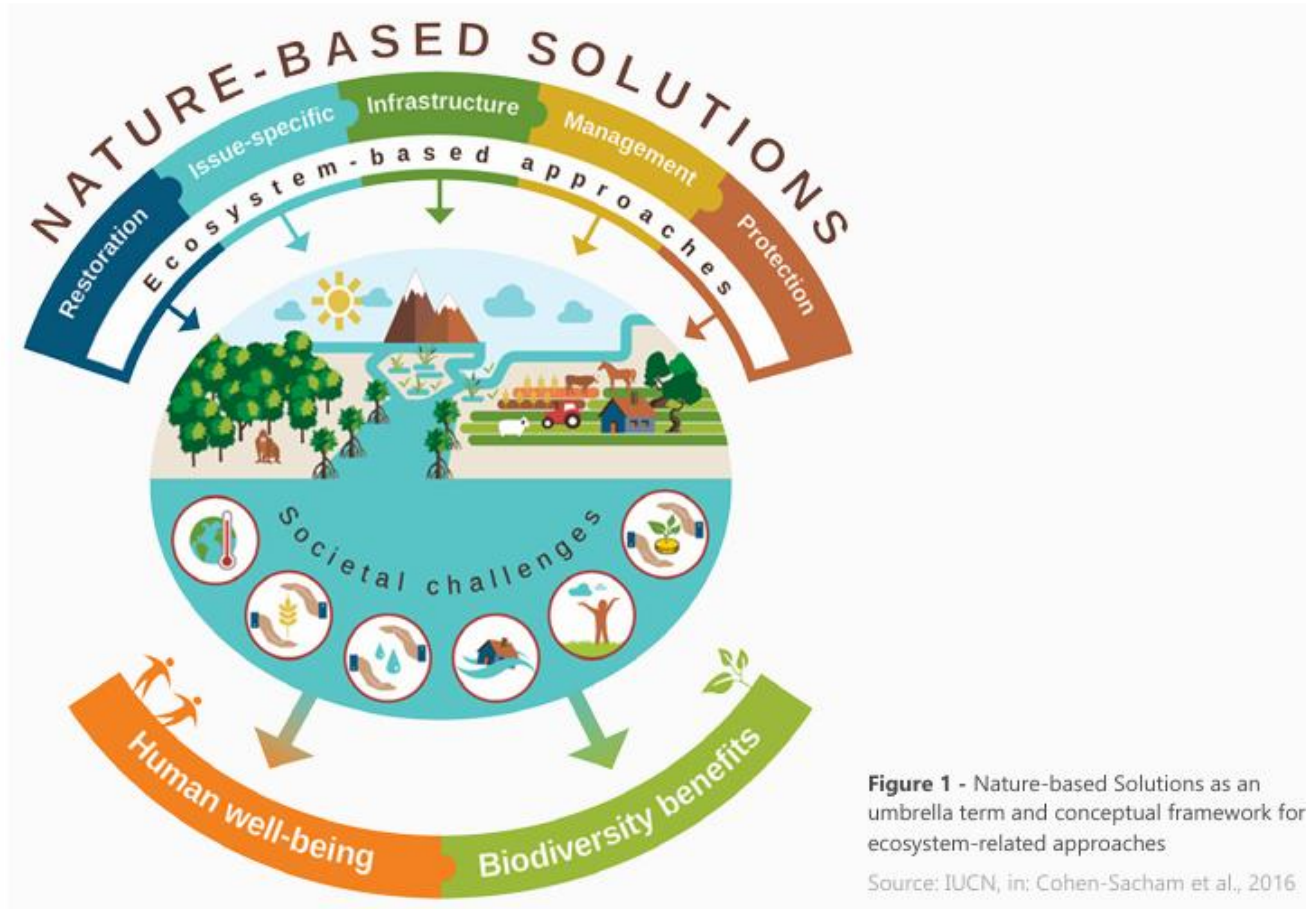 NATURE-BASED SOLUTIONS
Restoration
Issue-specific
Infrastructure
Management
Protection
Ecosystem-based approaches
Societal challenges
Human well-being
Biodiversity benefits
Figure 1 - Nature-based Solutions as an
umbrella term and conceptual framework for
ecosystem-related approaches
Source: IUCN, in: Cohen-Sacham et al., 2016